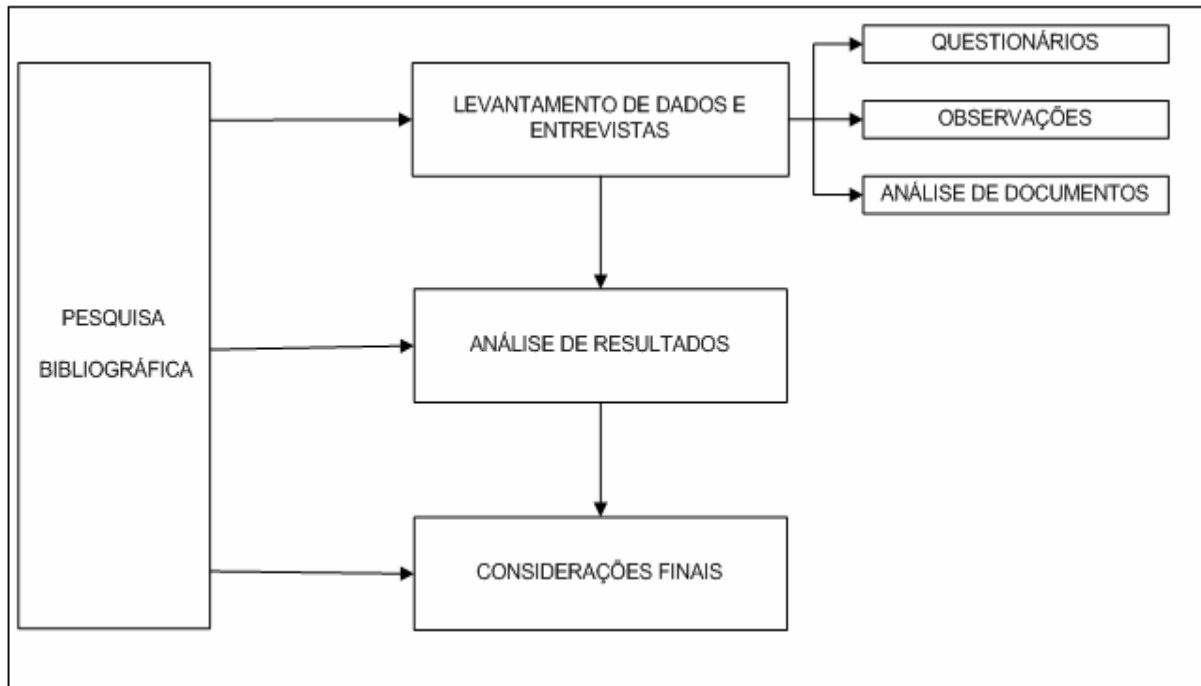 PESQUISA
BIBLIOGRÁFICA
LEVANTAMENTO DE DADOS E
ENTREVISTAS
QUESTIONÁRIOS
OBSERVAÇÕES
ANÁLISE DE DOCUMENTOS
ANÁLISE DE RESULTADOS
CONSIDERAÇÕES FINAIS